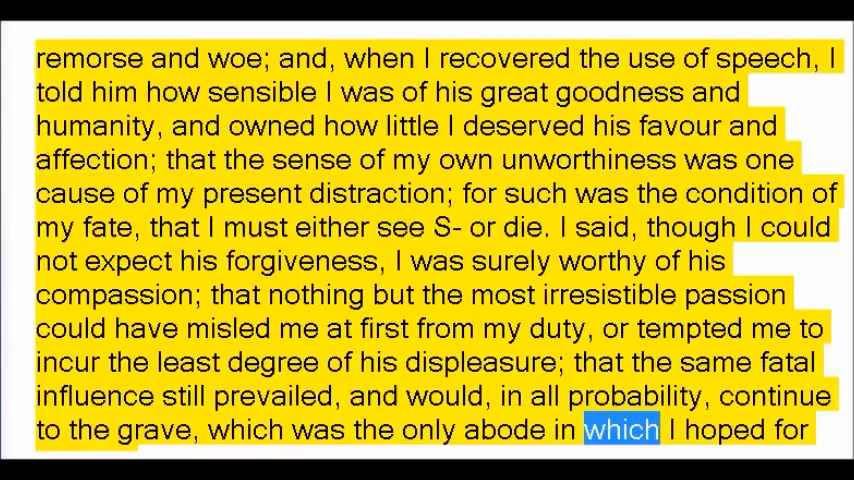 remorse and woe; and, when I recovered the use of speech, I
told him how sensible I was of his great goodness and
humanity, and owned how little I deserved his favour and
affection; that the sense of my own unworthiness was one
cause of my present distraction; for such was the condition of
my fate, that I must either see S- or die. I said, though I could
not expect his forgiveness, I was surely worthy of his
compassion; that nothing but the most irresistible passion
could have misled me at first from my duty, or tempted me to
incur the least degree of his displeasure; that the same fatal
influence still prevailed, and would, in all probability, continue
to the grave, which was the only abode in which I hoped for